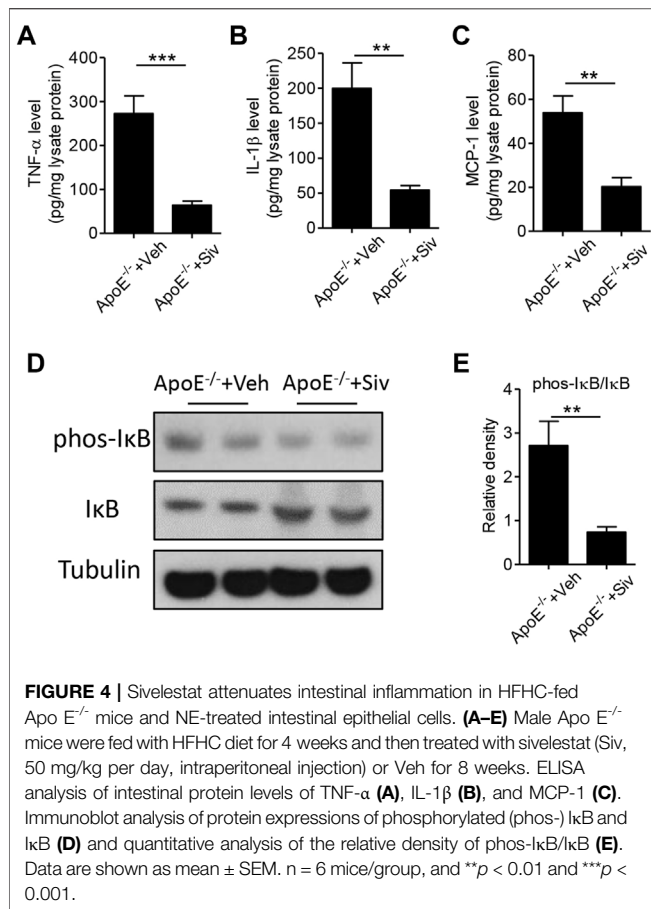 A
B
C
***
**
**
TNF-α level
(pg/mg lysate protein)
400
300
200
100
0
ApoE⁻/⁻+Veh
ApoE⁻/⁻+Siv
IL-1β level
(pg/mg lysate protein)
250
200
150
100
50
0
ApoE⁻/⁻+Veh
ApoE⁻/⁻+Siv
MCP-1 level
(pg/mg lysate protein)
80
60
40
20
0
ApoE⁻/⁻+Veh
ApoE⁻/⁻+Siv
D
ApoE⁻/⁻+Veh ApoE⁻/⁻+Siv
phos-IκB
IκB
Tubulin
E
phos-IκB/IκB
**
Relative density
4
3
2
1
0
ApoE⁻/⁻+Veh
ApoE⁻/⁻+Siv
FIGURE 4 | Sivelestat attenuates intestinal inflammation in HFHC-fed
Apo E⁻/⁻ mice and NE-treated intestinal epithelial cells. (A–E) Male Apo E⁻/⁻
mice were fed with HFHC diet for 4 weeks and then treated with sivelestat (Siv,
50 mg/kg per day, intraperitoneal injection) or Veh for 8 weeks. ELISA
analysis of intestinal protein levels of TNF-α (A), IL-1β (B), and MCP-1 (C).
Immunoblot analysis of protein expressions of phosphorylated (phos-) IκB and
IκB (D) and quantitative analysis of the relative density of phos-IκB/IκB (E).
Data are shown as mean ± SEM. n = 6 mice/group, and **p < 0.01 and ***p <
0.001.